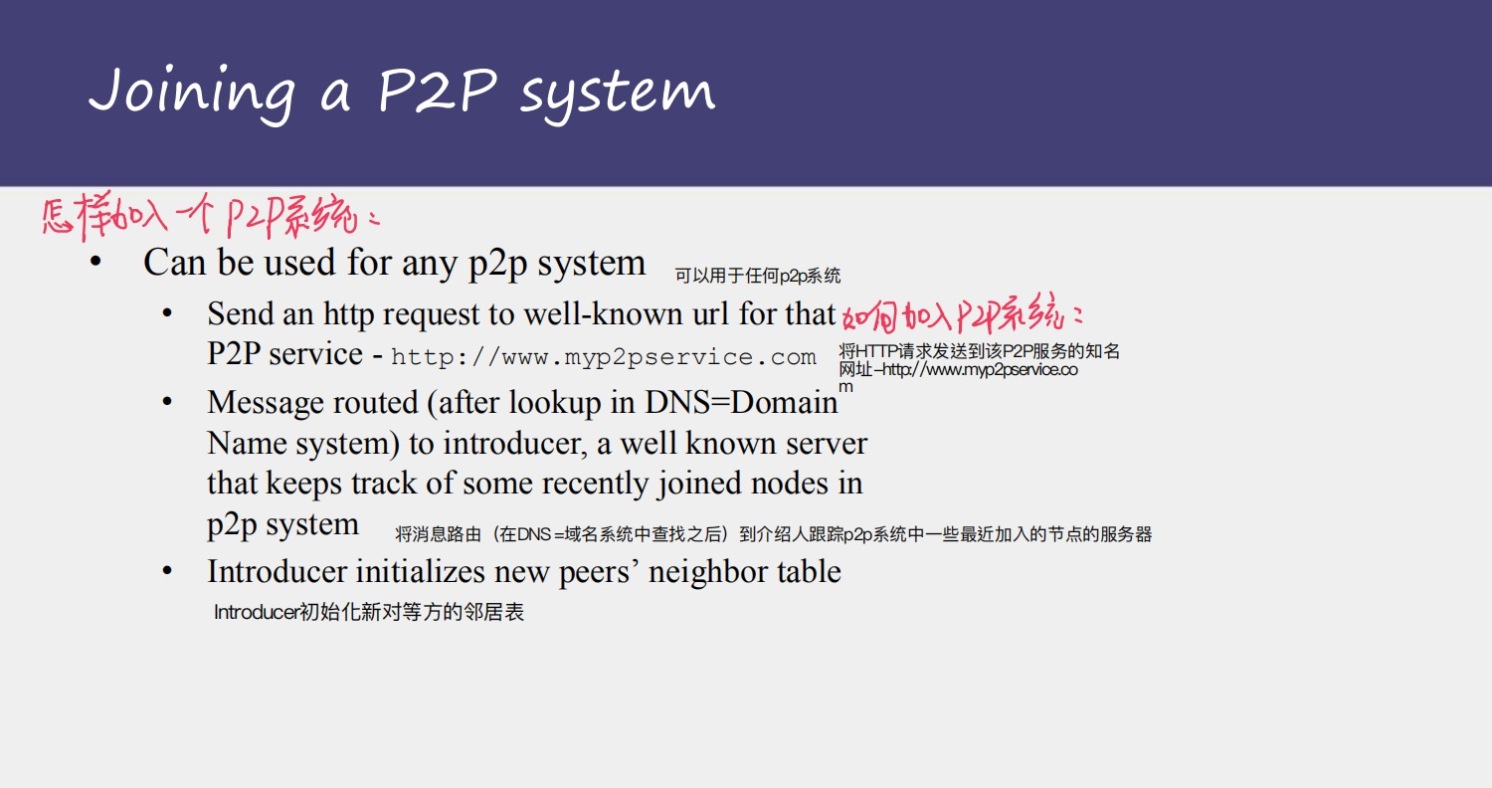 Joining a P2P system
怎样加入一个P2P系统：
• Can be used for any p2p system
可以用于任何p2p系统
• Send an http request to well-known url for that
如何加入P2P系统：
P2P service - http://www.myp2pservice.com
将HTTP请求发送到该P2P服务的知名
网址–http://www.myp2pservice.co
m
• Message routed (after lookup in DNS=Domain
Name system) to introducer, a well known server
that keeps track of some recently joined nodes in
p2p system
将消息路由（在DNS =域名系统中查找之后）到介绍人跟踪p2p系统中一些最近加入的节点的服务器
• Introducer initializes new peers’ neighbor table
Introducer初始化新对等方的邻居表